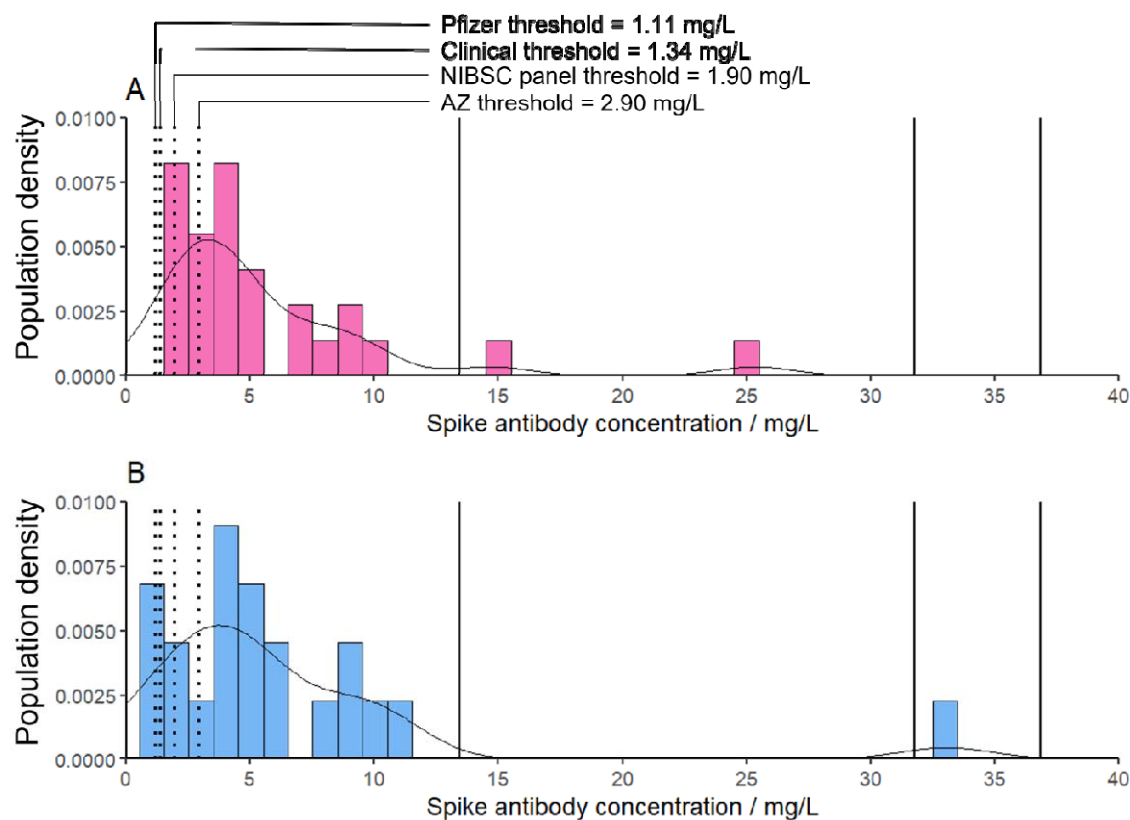 Pfizer threshold = 1.11 mg/L
Clinical threshold = 1.34 mg/L
NIBSC panel threshold = 1.90 mg/L
AZ threshold = 2.90 mg/L
A
Population density
0.0100
0.0075
0.0050
0.0025
0.0000
0 5 10 15 20 25 30 35 40
Spike antibody concentration / mg/L
B
Population density
0.0100
0.0075
0.0050
0.0025
0.0000
0 5 10 15 20 25 30 35 40
Spike antibody concentration / mg/L